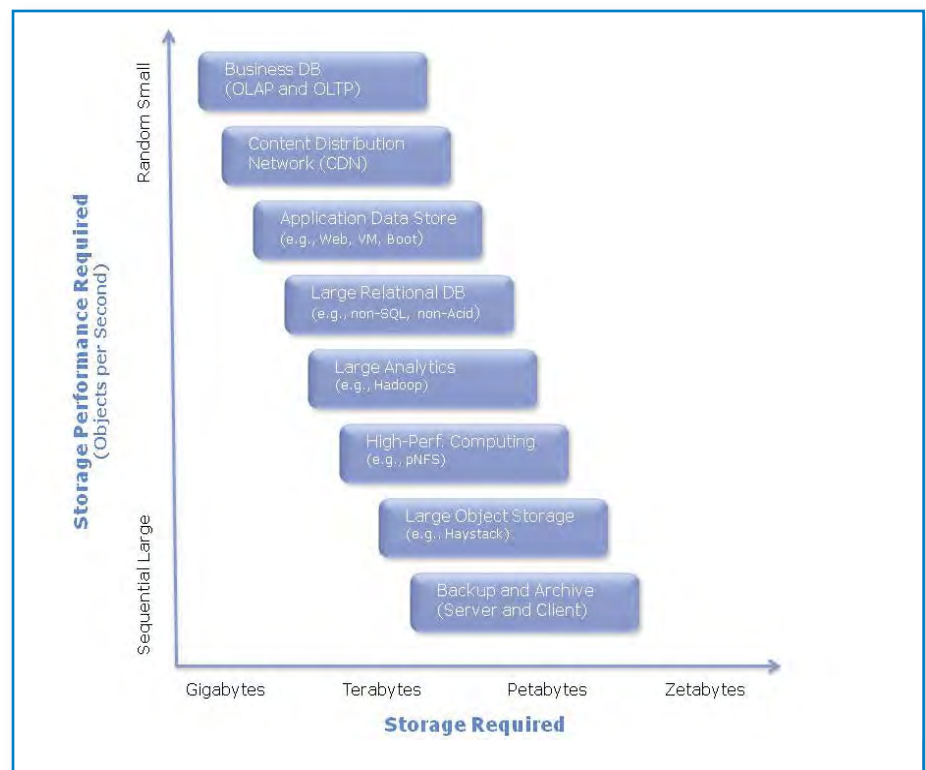 Storage Performance Required
(Objects per Second)
Random Small
Sequential Large
Business DB
(OLAP and OLTP)
Content Distribution
Network (CDN)
Application Data Store
(e.g., Web, VM, Boot)
Large Relational DB
(e.g., non-SQL, non-Acid)
Large Analytics
(e.g., Hadoop)
High-Perf. Computing
(e.g., pNFS)
Large Object Storage
(e.g., Haystack)
Backup and Archive
(Server and Client)
Gigabytes
Terabytes
Petabytes
Zetabytes
Storage Required